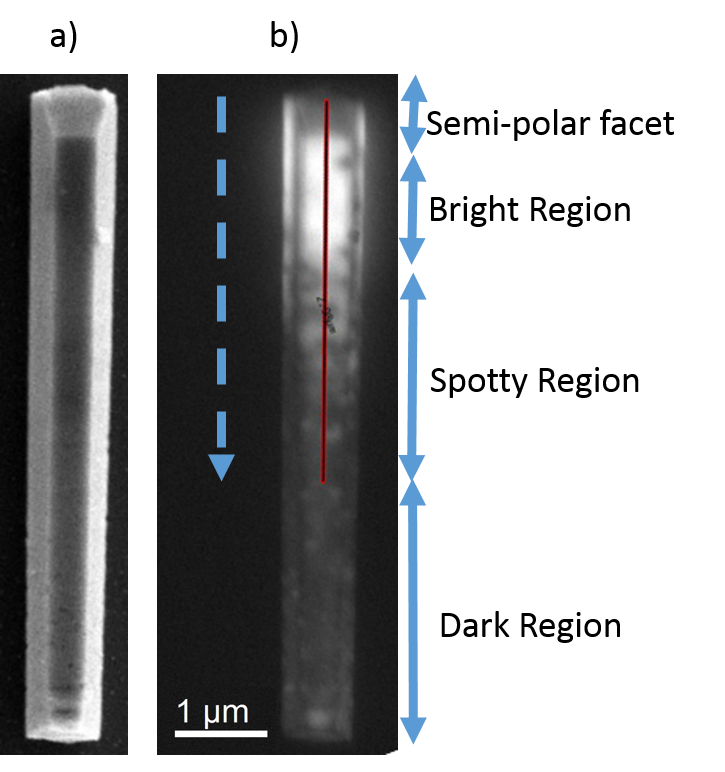 a)
b)
Semi-polar facet
Bright Region
Spotty Region
Dark Region
1 μm